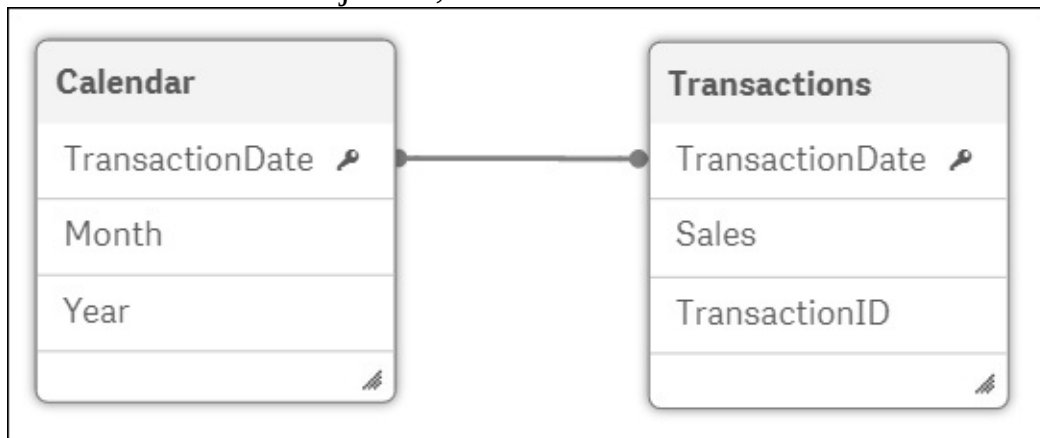 Calendar
TransactionDate
Month
Year
Transactions
TransactionDate
Sales
TransactionID